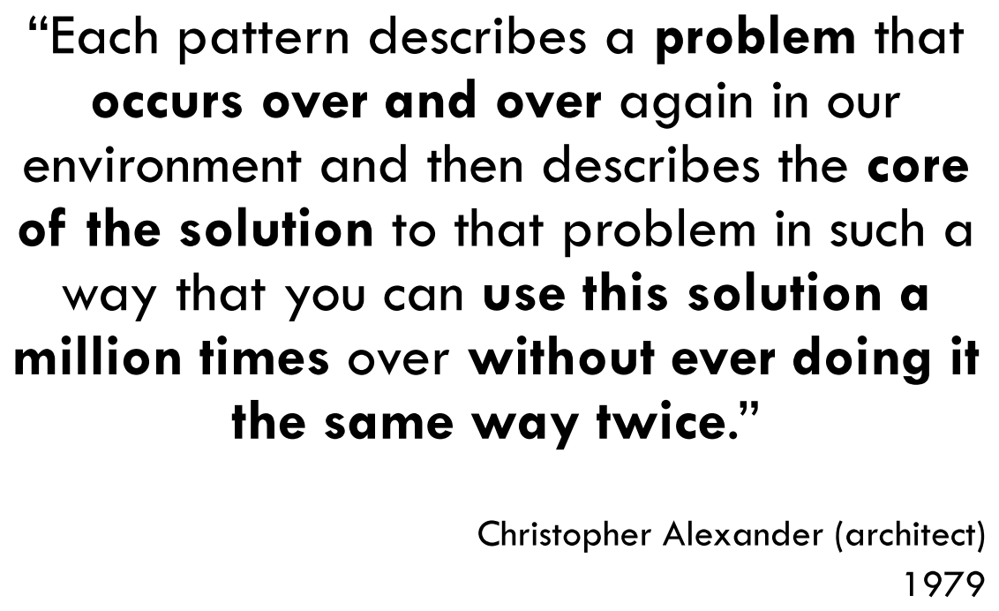 “Each pattern describes a problem that
occurs over and over again in our
environment and then describes the core
of the solution to that problem in such a
way that you can use this solution a
million times over without ever doing it
the same way twice.”
Christopher Alexander (architect)
1979